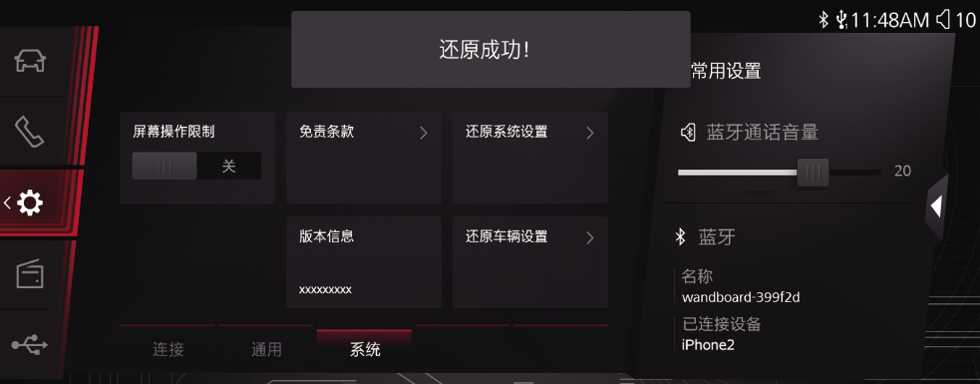 还原成功！
11:48AM 10
常用设置
屏幕操作限制
关
免责条款
还原系统设置
蓝牙通话音量
20
版本信息
xxxxxxxxx
还原车辆设置
蓝牙
名称
wandboard-399f2d
已连接设备
iPhone2
连接
通用
系统